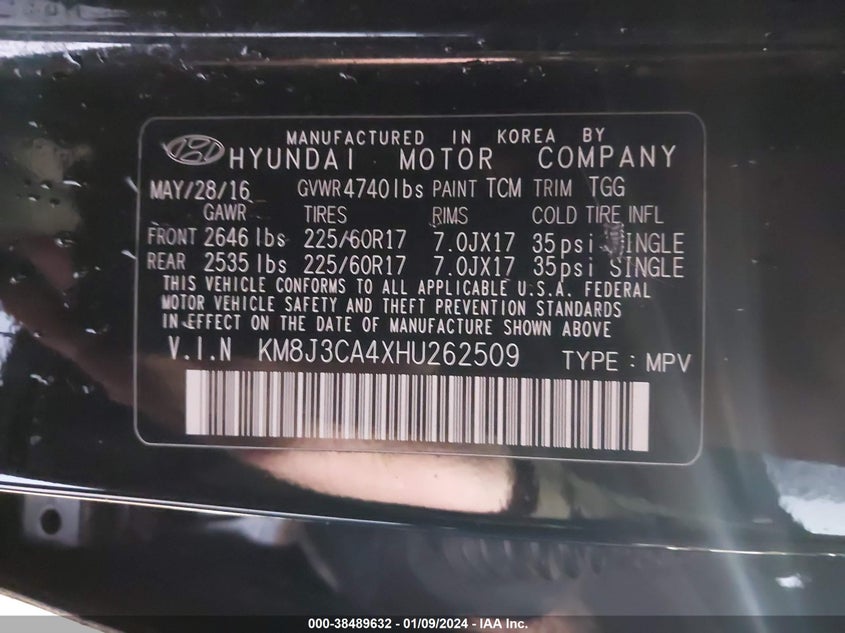 MANUFACTURED IN KOREA BY
HYUNDAI MOTOR COMPANY
MAY/28/16 GVWR 4740lbs PAINT TCM TRIM TGG
GAWR TIRES RIMS COLD TIRE INFL
FRONT 2646 lbs 225/60R17 7.0JX17 35psi SINGLE
REAR 2535 lbs 225/60R17 7.0JX17 35psi SINGLE
THIS VEHICLE CONFORMS TO ALL APPLICABLE U.S.A. FEDERAL
MOTOR VEHICLE SAFETY AND THEFT PREVENTION STANDARDS
IN EFFECT ON THE DATE OF MANUFACTURE SHOWN ABOVE
V.I.N KM8J3CA4XHU262509 TYPE : MPV
000-38489632 - 01/09/2024 - IAA Inc.